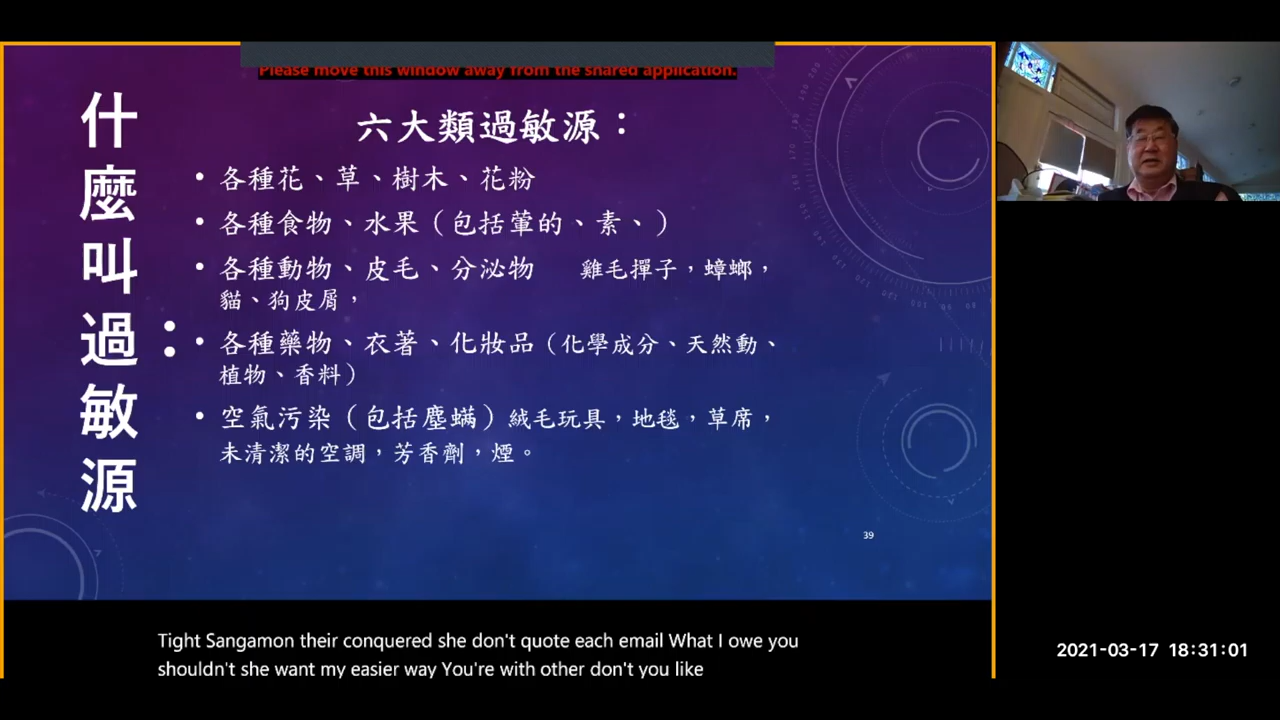 Please move this window away from the shared application.
什麼叫過敏源：
六大類過敏源：
• 各種花、草、樹木、花粉
• 各種食物、水果（包括葷的、素、）
• 各種動物、皮毛、分泌物 雞毛撣子，蟑螂，
貓、狗皮屑，
• 各種藥物、衣著、化妝品（化學成分、天然動、
植物、香料）
• 空氣污染（包括塵螨）絨毛玩具，地毯，草席，
未清潔的空調，芳香劑，煙。
39
Tight Sangamon their conquered she don't quote each email What I owe you
shouldn't she want my easier way You're with other don't you like
2021-03-17 18:31:01